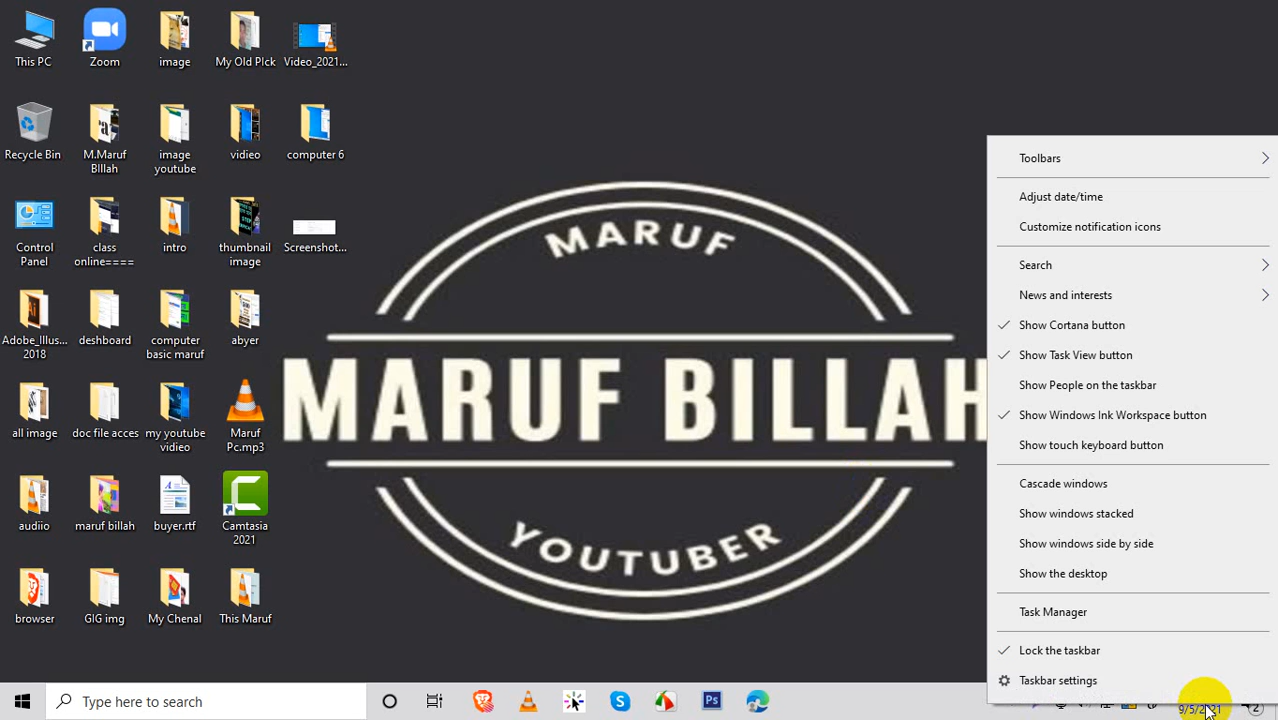 This PC
Zoom
image
My Old PIck
Video_2021...
Recycle Bin
M.Maruf
BIllah
image
youtube
vidieo
computer 6
Control
Panel
class
online====
intro
thumbnail
image
Screenshot...
Adobe_Illus...
2018
deshboard
computer
basic maruf
abyer
all image
doc file acces
my youtube
video
Maruf
Pc.mp3
audiio
maruf billah
buyer.rtf
Camtasia
2021
browser
GIG img
My Chenal
This Maruf
MARUF
MARUF BILLAH
YOUTUBER
Toolbars
Adjust date/time
Customize notification icons
Search
News and interests
Show Cortana button
Show Task View button
Show People on the taskbar
Show Windows Ink Workspace button
Show touch keyboard button
Cascade windows
Show windows stacked
Show windows side by side
Show the desktop
Task Manager
Lock the taskbar
Taskbar settings
Type here to search
Ps
9/5/2021
2